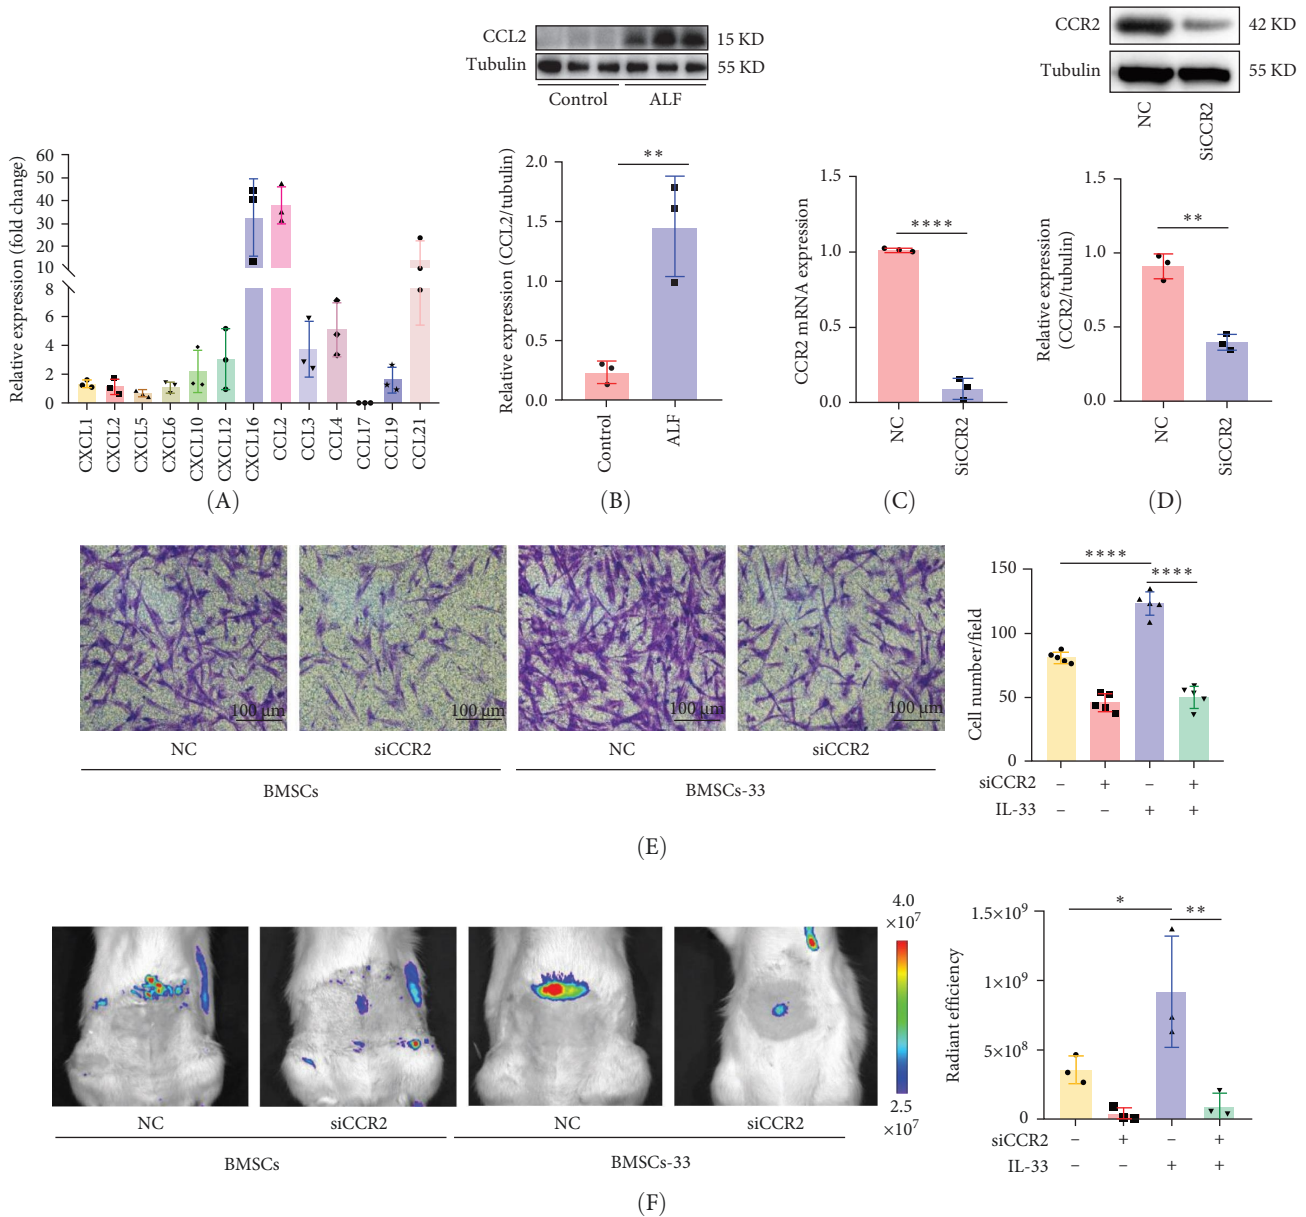 CCL2 15 KD
Tubulin 55 KD
Control ALF
CCR2 42 KD
Tubulin 55 KD
NC SiCCR2
Relative expression (fold change)
60
50
40
30
20
10
8
6
4
2
0
CXCL1 CXCL2 CXCL5 CXCL6 CXCL10 CXCL12 CXCL16 CCL2 CCL3 CCL4 CCL17 CCL19 CCL21
(A)
Relative expression (CCL2/tubulin)
2.0
1.5
1.0
0.5
0.0
**
Control ALF
(B)
CCR2 mRNA expression
1.5
1.0
0.5
0.0
****
NC SiCCR2
(C)
Relative expression
(CCR2/tubulin)
1.5
1.0
0.5
0.0
**
NC SiCCR2
(D)
100 μm 100 μm 100 μm 100 μm
NC siCCR2 NC siCCR2
BMSCs BMSCs-33
Cell number/field
150
100
50
0
**** ****
siCCR2 – + – +
IL-33 – – + +
(E)
4.0
×10⁷
2.5
×10⁷
NC siCCR2 NC siCCR2
BMSCs BMSCs-33
Radiant efficiency
1.5×10⁹
1×10⁹
5×10⁸
0
* **
siCCR2 – + – +
IL-33 – – + +
(F)